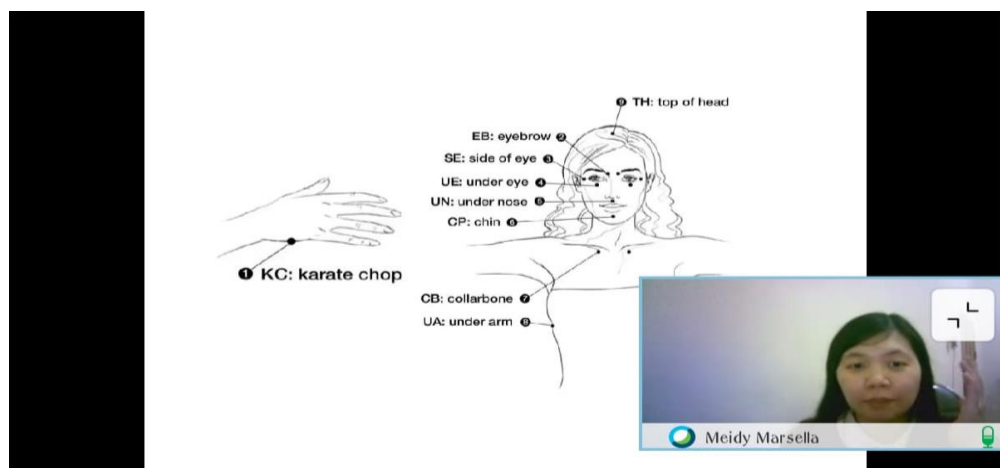 ❾ TH: top of head
EB: eyebrow ❷
SE: side of eye ❸
UE: under eye ❹
UN: under nose ❺
CP: chin ❻
❶ KC: karate chop
CB: collarbone ❼
UA: under arm ❽
Meidy Marsella